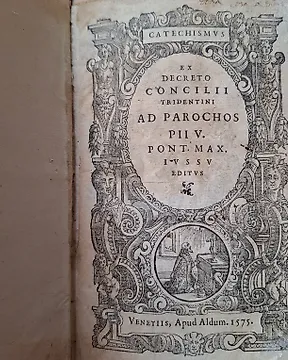 CATECHISMVS
EX
DECRETO
CONCILII
TRIDENTINI
AD PAROCHOS
PII V.
PONT. MAX.
IVSSV
EDITVS
VENETIIS, Apud Aldum. 1575.